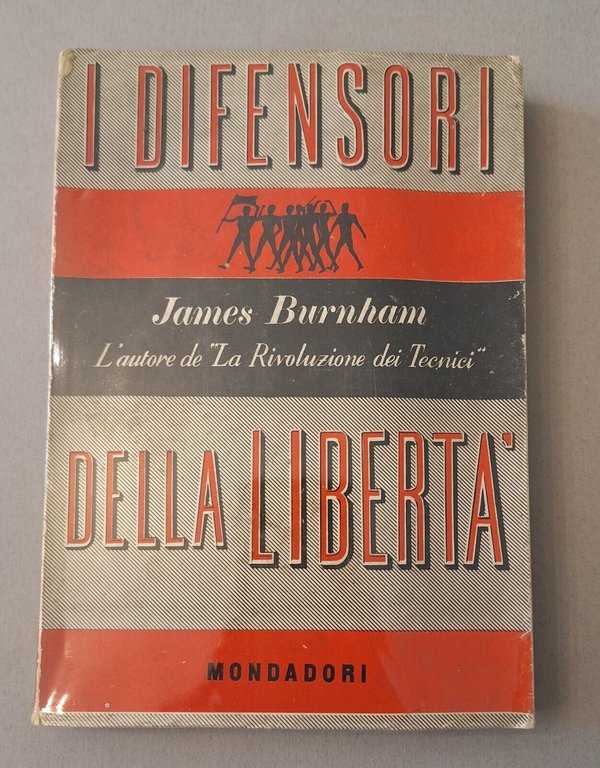 I DIFENSORI
James Burnham
L'autore de "La Rivoluzione dei Tecnici"
DELLA LIBERTA'
MONDADORI